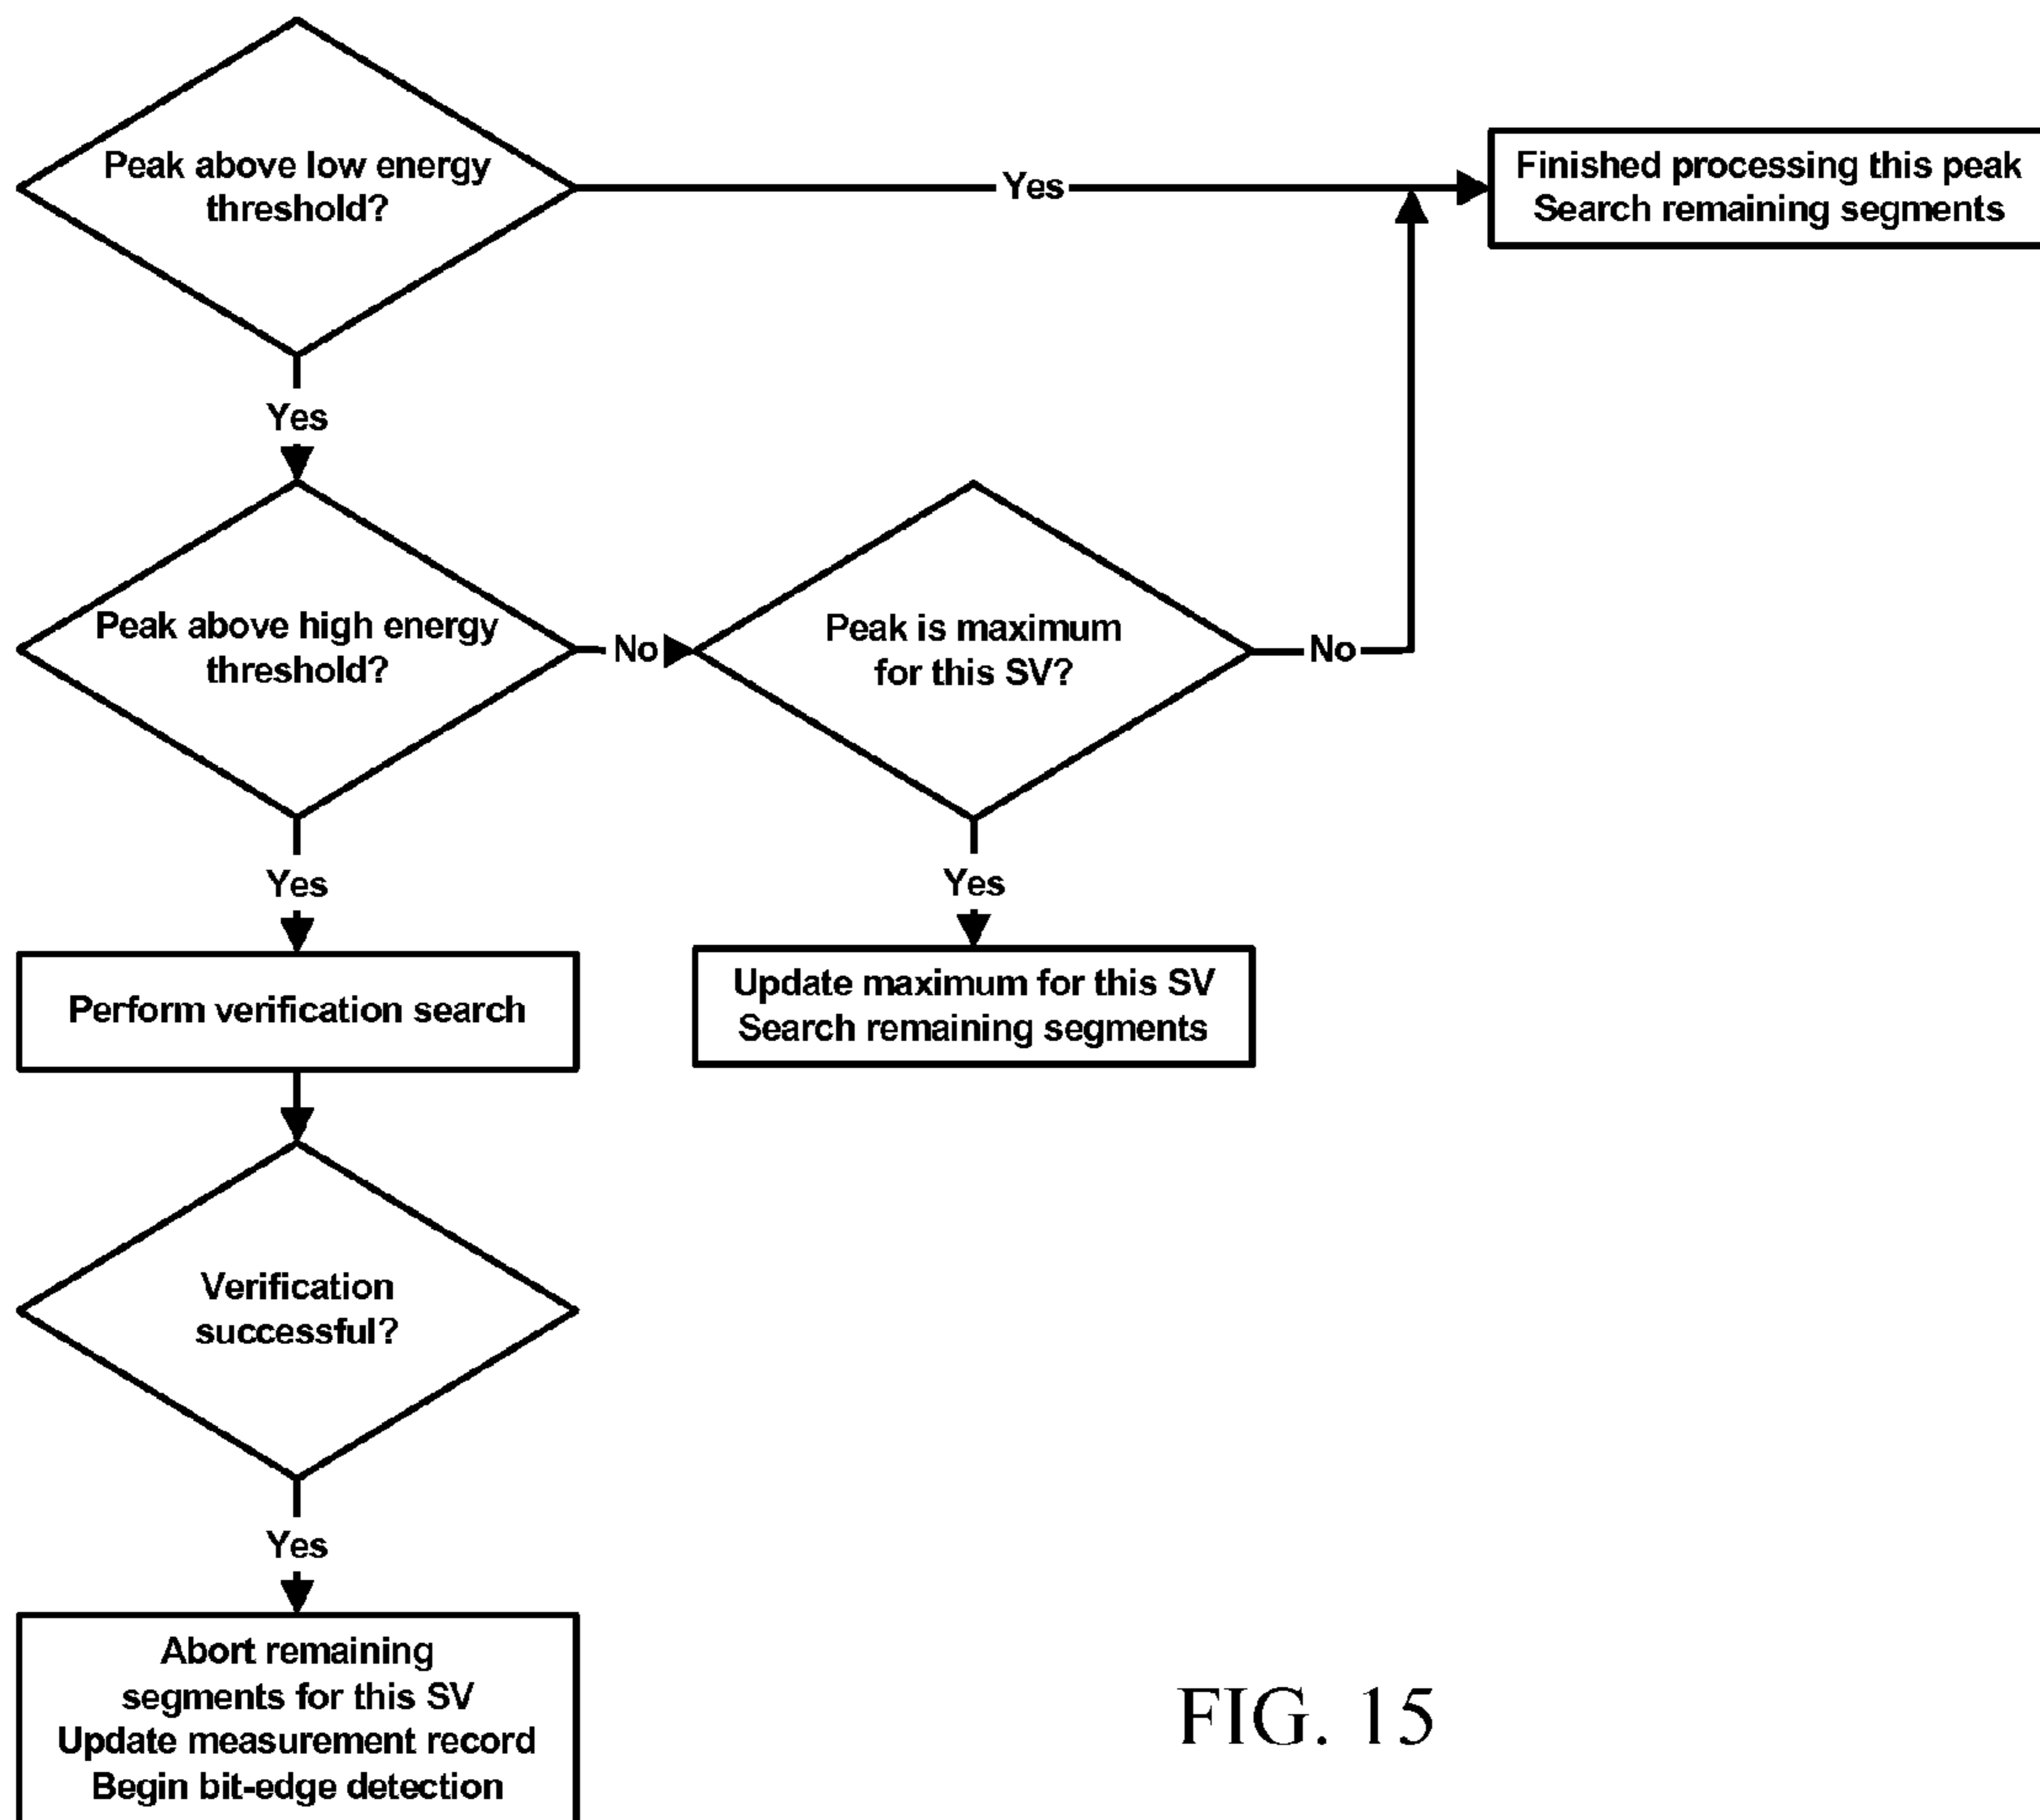 Peak above low energy
threshold?
Yes
Finished processing this peak
Search remaining segments
Yes
Peak above high energy
threshold?
No
Peak is maximum
for this SV?
No
Yes
Yes
Perform verification search
Update maximum for this SV
Search remaining segments
Verification
successful?
Yes
Abort remaining
segments for this SV
Update measurement record
Begin bit-edge detection
FIG. 15